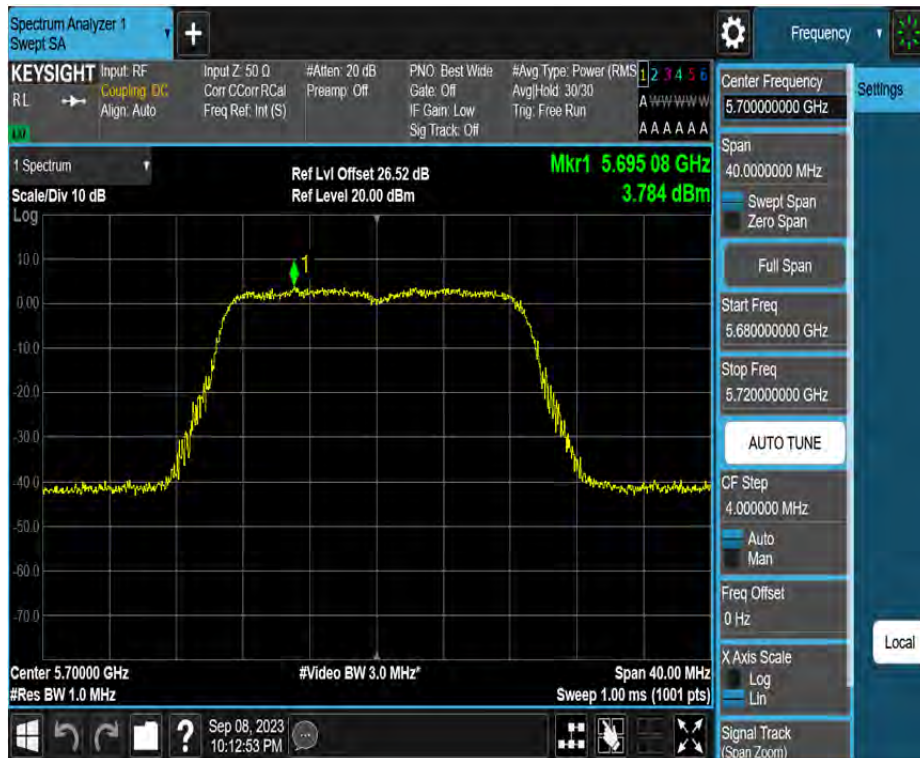 Spectrum Analyzer 1
Swept SA
+
Frequency
KEYSIGHT
RL
Input: RF
Coupling: DC
Align: Auto
Input Z: 50 Ω
Corr CCorr RCal
Freq Ref: Int (S)
#Atten: 20 dB
Preamp: Off
PNO: Best Wide
Gate: Off
IF Gain: Low
Sig Track: Off
#Avg Type: Power (RMS
Avg|Hold: 30/30
Trig: Free Run
1 2 3 4 5 6
A W W W W W
A A A A A A
1 Spectrum
Scale/Div 10 dB
Ref Lvl Offset 26.52 dB
Ref Level 20.00 dBm
Mkr1 5.695 08 GHz
3.784 dBm
Log
10.0
0.00
-10.0
-20.0
-30.0
-40.0
-50.0
-60.0
-70.0
1
Center 5.70000 GHz
#Res BW 1.0 MHz
#Video BW 3.0 MHz*
Span 40.00 MHz
Sweep 1.00 ms (1001 pts)
?
Sep 08, 2023
10:12:53 PM
Center Frequency
5.700000000 GHz
Span
40.0000000 MHz
Swept Span
Zero Span
Full Span
Start Freq
5.680000000 GHz
Stop Freq
5.720000000 GHz
AUTO TUNE
CF Step
4.000000 MHz
Auto
Man
Freq Offset
0 Hz
X Axis Scale
Log
Lin
Signal Track
(Span Zoom)
Settings
Local